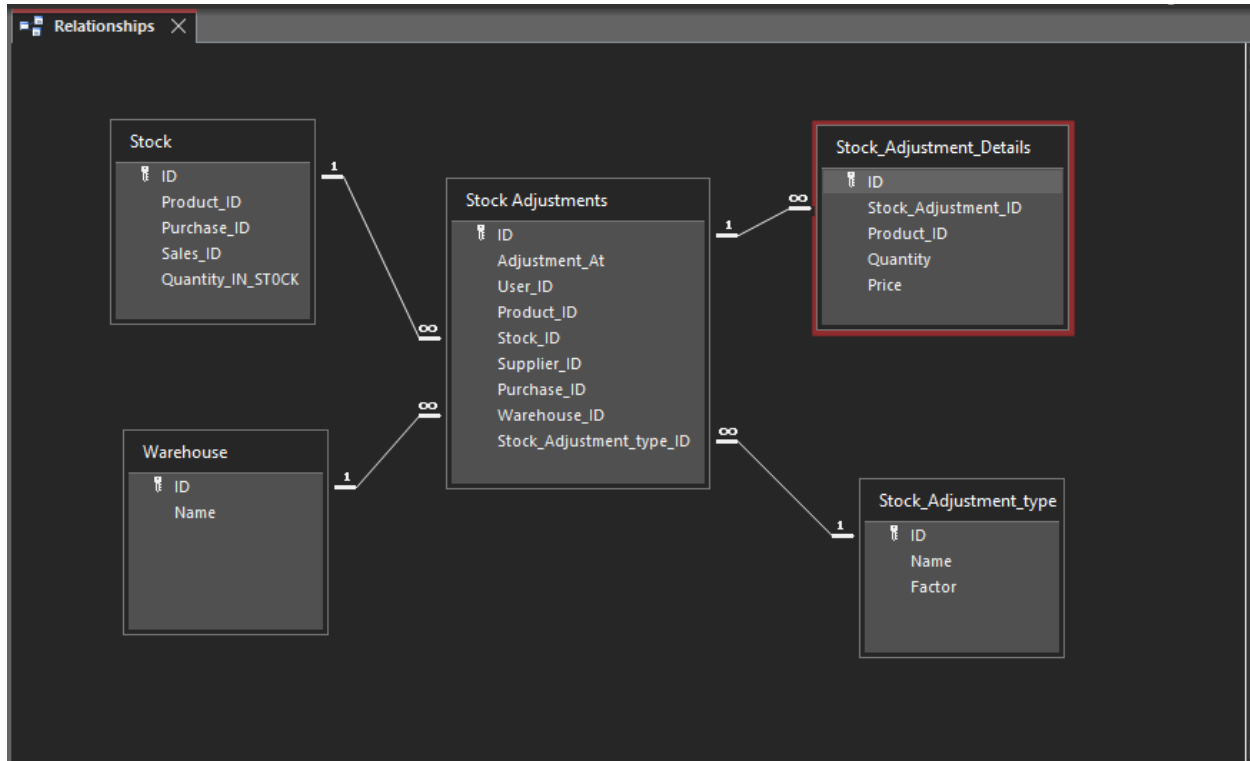 Relationships
Stock
1
ID
Product_ID
Purchase_ID
Sales_ID
Quantity_IN_ST0CK
Stock Adjustments
∞
∞
ID
Adjustment_At
User_ID
Product_ID
Stock_ID
Supplier_ID
Purchase_ID
Warehouse_ID
Stock_Adjustment_type_ID
1
∞
Stock_Adjustment_Details
∞
ID
Stock_Adjustment_ID
Product_ID
Quantity
Price
Warehouse
1
ID
Name
Stock_Adjustment_type
1
ID
Name
Factor